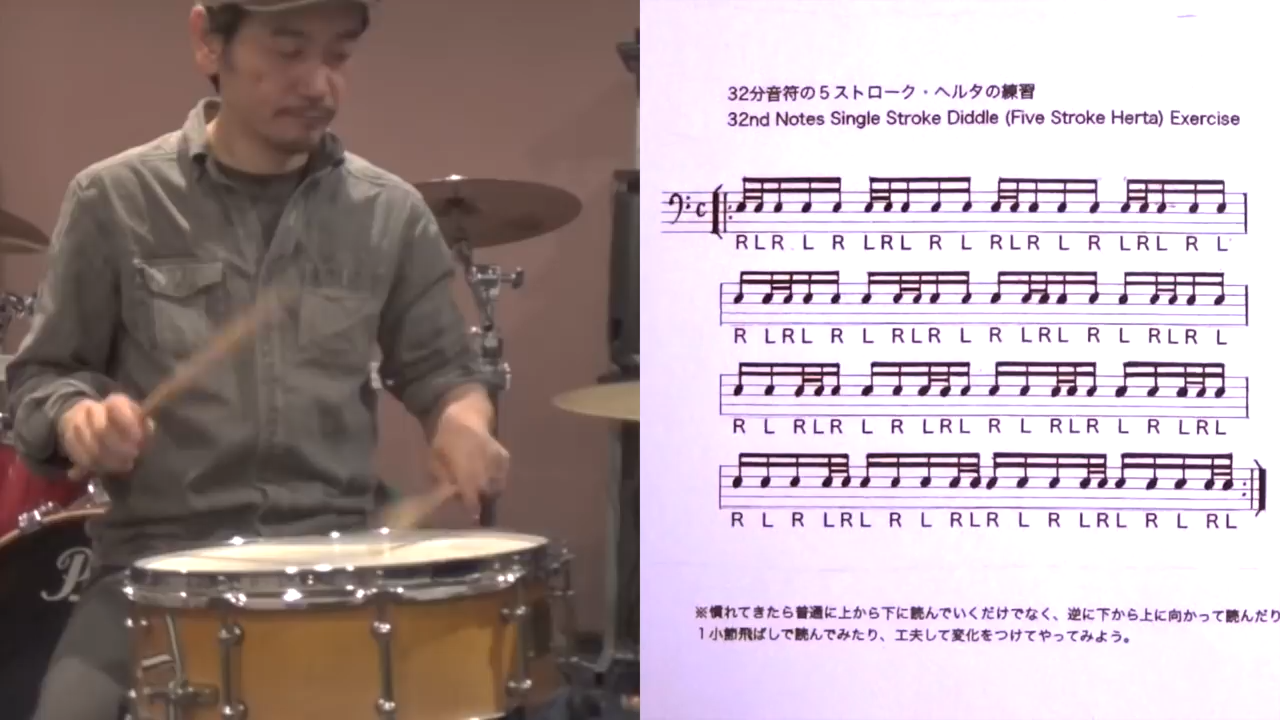 32分音符の5ストローク・ヘルタの練習
32nd Notes Single Stroke Diddle (Five Stroke Herta) Exercise
R L R L R L R L R L R L R L R L R L R L
R L R L R L R L R L R L R L R L R L R L
R L R L R L R L R L R L R L R L R L R L
R L R L R L R L R L R L R L R L R L R L
※慣れてきたら普通に上から下に読んでいくだけでなく、逆に下から上に向かって読んだり
1小節飛ばしで読んでみたり、工夫して変化をつけてやってみよう。